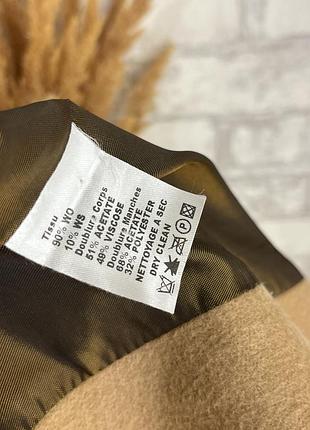 Tissu
90% WO
10% WS
Doublure Corps
51% ACETATE
49% VISCOSE
Doublure Manches
68% ACETATE
32% POLYESTER
NETTOYAGE A SEC
DRY CLEAN